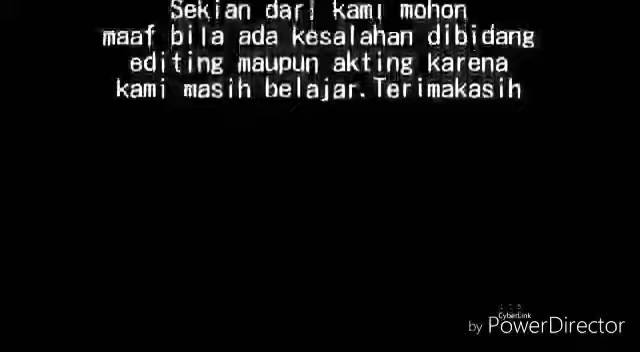 Sekian dari kami mohon
maaf bila ada kesalahan dibidang
editing maupun akting karena
kami masih belajar.Terimakasih
CyberLink
by PowerDirector